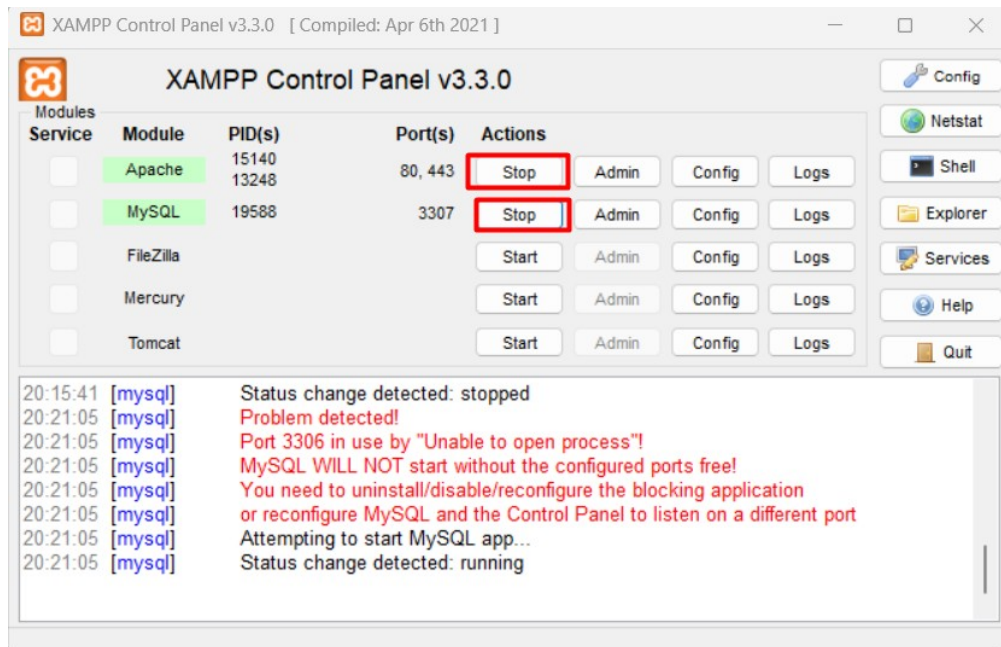 XAMPP Control Panel v3.3.0 [ Compiled: Apr 6th 2021 ]
XAMPP Control Panel v3.3.0
Config
Modules
Service Module PID(s) Port(s) Actions
Netstat
Apache 15140 13248 80, 443 Stop Admin Config Logs
Shell
MySQL 19588 3307 Stop Admin Config Logs
Explorer
FileZilla Start Admin Config Logs
Services
Mercury Start Admin Config Logs
Help
Tomcat Start Admin Config Logs
Quit
20:15:41 [mysql] Status change detected: stopped
20:21:05 [mysql] Problem detected!
20:21:05 [mysql] Port 3306 in use by "Unable to open process"!
20:21:05 [mysql] MySQL WILL NOT start without the configured ports free!
20:21:05 [mysql] You need to uninstall/disable/reconfigure the blocking application
20:21:05 [mysql] or reconfigure MySQL and the Control Panel to listen on a different port
20:21:05 [mysql] Attempting to start MySQL app...
20:21:05 [mysql] Status change detected: running